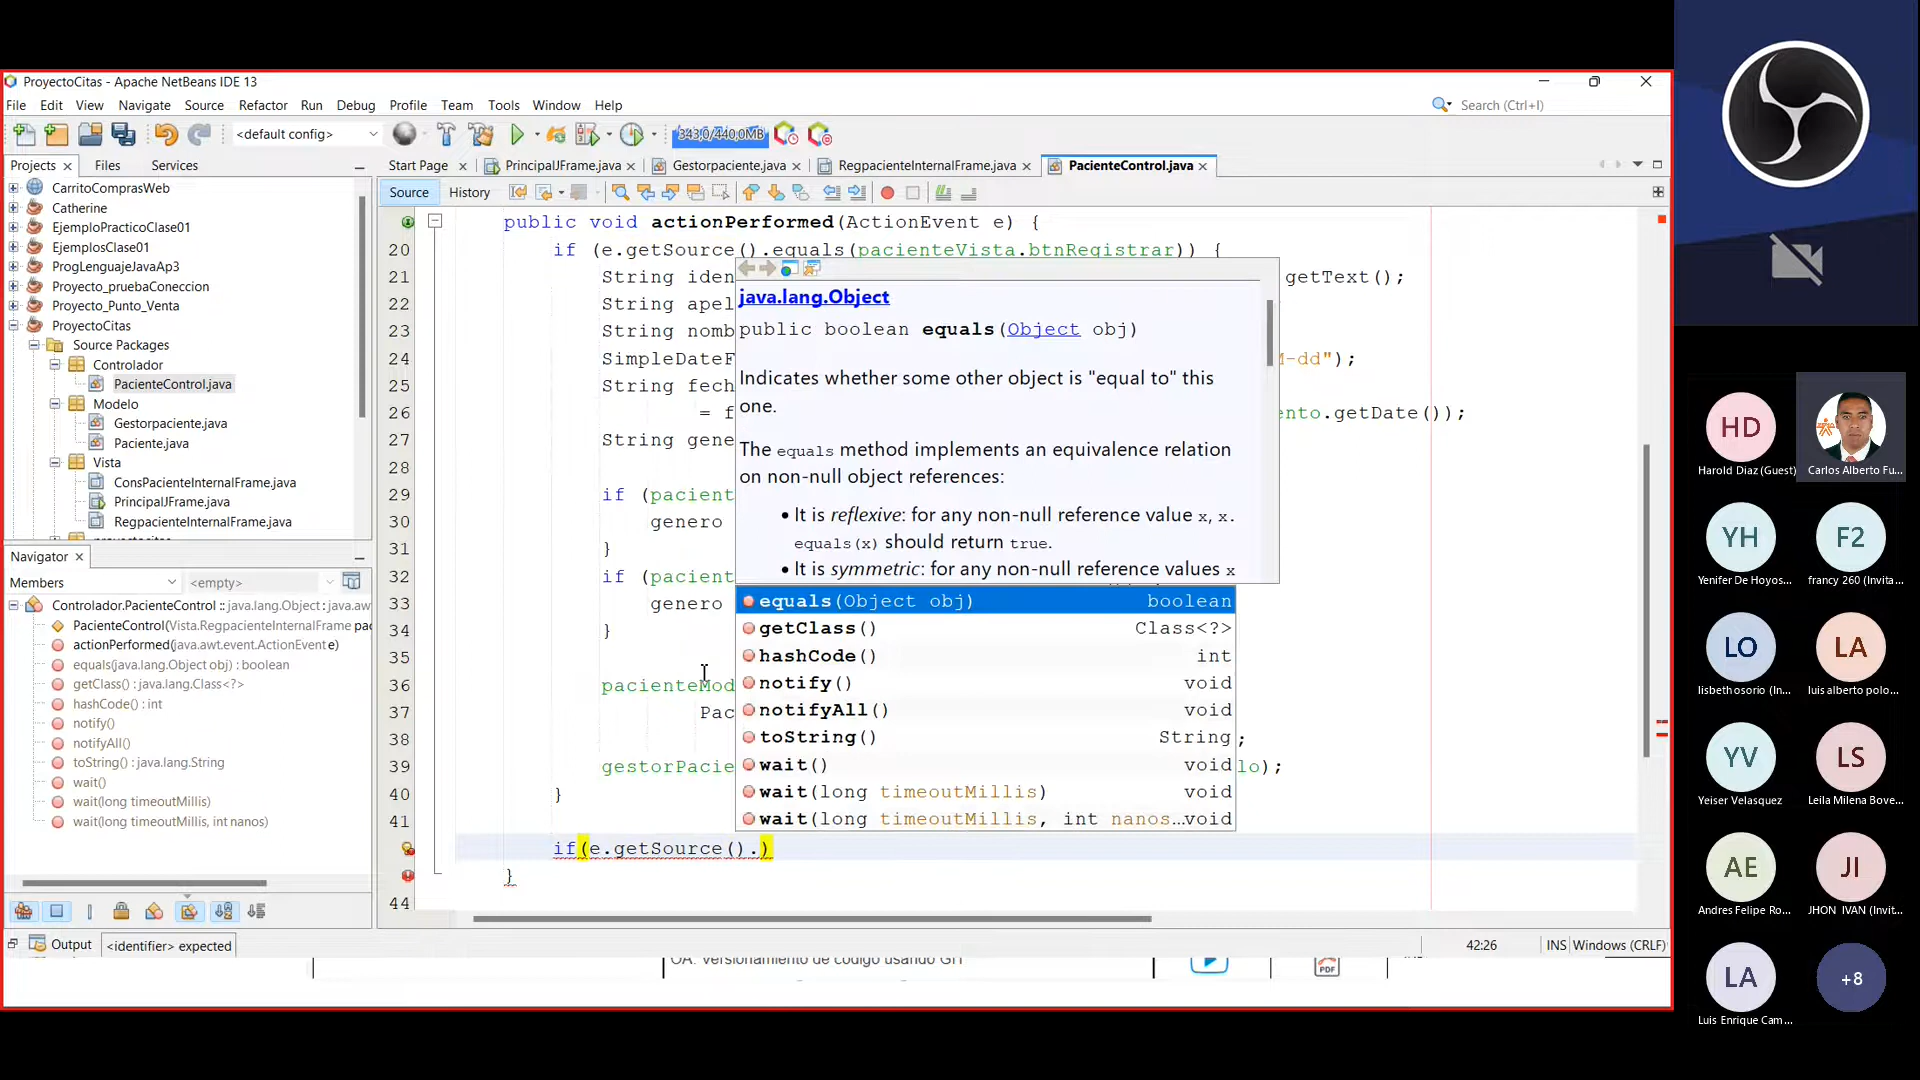 ProyectoCitas - Apache NetBeans IDE 13
File Edit View Navigate Source Refactor Run Debug Profile Team Tools Window Help
Search (Ctrl+I)
<default config>
343,0/440,0MB
Projects Files Services
Start Page PrincipalJFrame.java Gestorpaciente.java RegpacienteInternalFrame.java PacienteControl.java
Source History
CarritoComprasWeb
Catherine
EjemploPracticoClase01
EjemplosClase01
ProgLenguajeJavaAp3
Proyecto_pruebaConeccion
Proyecto_Punto_Venta
ProyectoCitas
Source Packages
Controlador
PacienteControl.java
Modelo
Gestorpaciente.java
Paciente.java
Vista
ConsPacienteInternalFrame.java
PrincipalJFrame.java
RegpacienteInternalFrame.java
Navigator
Members <empty>
Controlador.PacienteControl :: java.lang.Object : java.aw
PacienteControl(Vista.RegpacienteInternalFrame pac
actionPerformed(java.awt.event.ActionEvent e)
equals(java.lang.Object obj) : boolean
getClass() : java.lang.Class<?>
hashCode() : int
notify()
notifyAll()
toString() : java.lang.String
wait()
wait(long timeoutMillis)
wait(long timeoutMillis, int nanos)
public void actionPerformed(ActionEvent e) {
20 if (e.getSource().equals(pacienteVista.btnRegistrar)) {
21 String iden getText();
22 String apel
23 String nomb
24 SimpleDateF M-dd");
25 String fech
26 = f ento.getDate());
27 String gene
28
29 if (pacient
30 genero
31 }
32 if (pacient
33 genero
34 }
35
36 pacienteMod
37 Pac
38 ;
39 gestorPacie lo);
40 }
41
if(e.getSource().)
}
44
java.lang.Object
public boolean equals(Object obj)
Indicates whether some other object is "equal to" this
one.
The equals method implements an equivalence relation
on non-null object references:
• It is reflexive: for any non-null reference value x, x.
equals(x) should return true.
• It is symmetric: for any non-null reference values x
equals(Object obj) boolean
getClass() Class<?>
hashCode() int
notify() void
notifyAll() void
toString() String
wait() void
wait(long timeoutMillis) void
wait(long timeoutMillis, int nanos…void
Output <identifier> expected
42:26 INS Windows (CRLF)
OA. Versionamiento de código usando GIT
PDF
HD
Harold Diaz (Guest)
Carlos Alberto Fu...
YH
Yenifer De Hoyos...
F2
francy 260 (Invita...
LO
lisbeth osorio (In...
LA
luis alberto polo...
YV
Yeiser Velasquez
LS
Leila Milena Bove...
AE
Andres Felipe Ro...
JI
JHON IVAN (Invit...
LA
Luis Enrique Cam...
+8